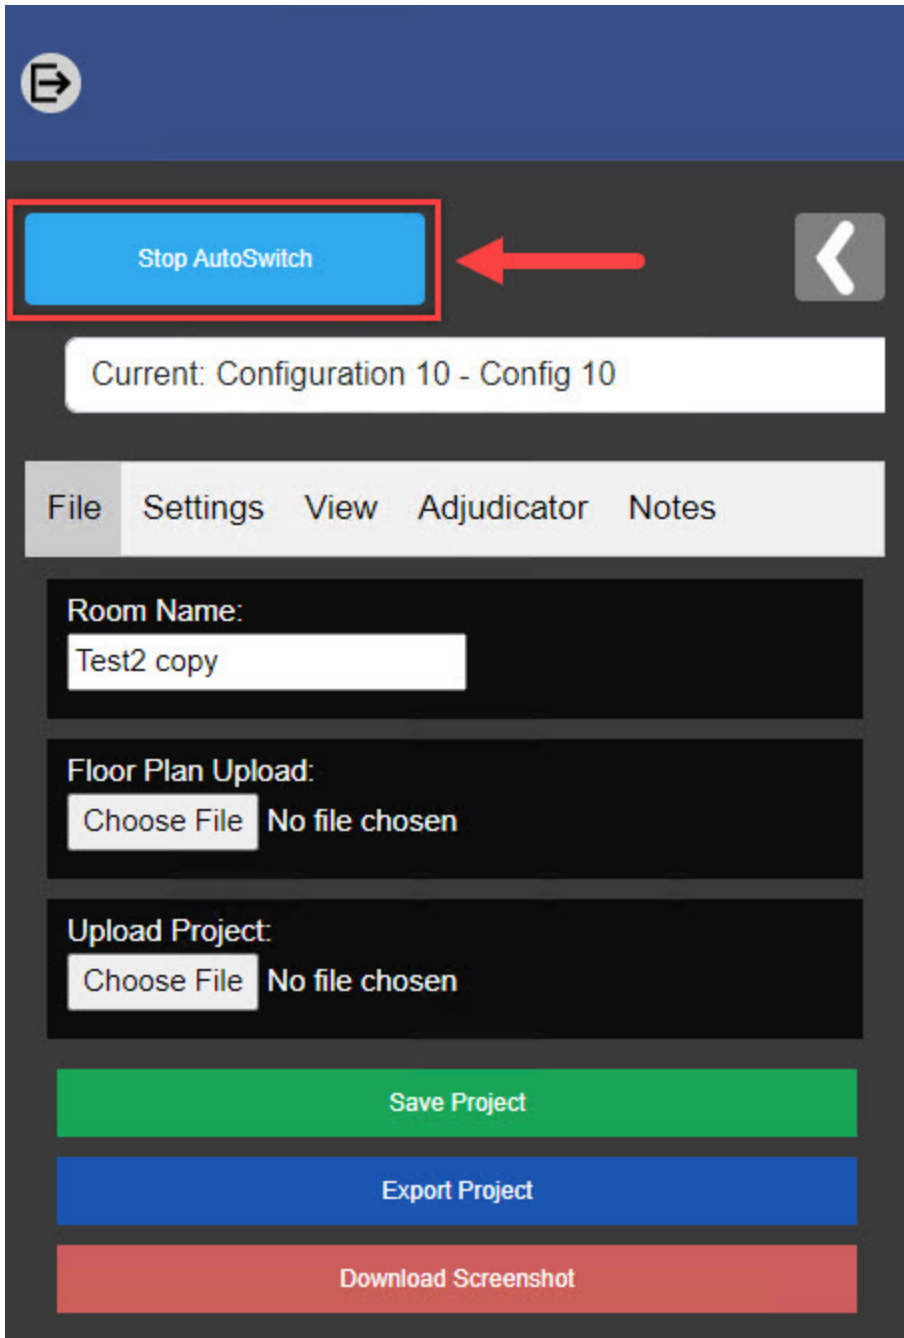 Stop AutoSwitch
Current: Configuration 10 - Config 10
File Settings View Adjudicator Notes
Room Name:
Test2 copy
Floor Plan Upload:
Choose File No file chosen
Upload Project:
Choose File No file chosen
Save Project
Export Project
Download Screenshot